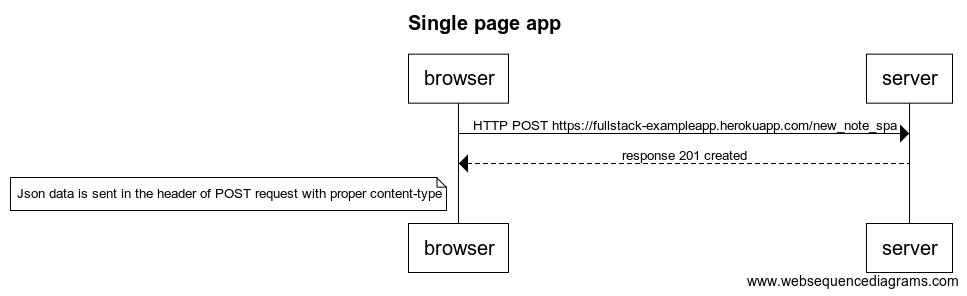 Single page app
browser
server
HTTP POST https://fullstack-exampleapp.herokuapp.com/new_note_spa
response 201 created
Json data is sent in the header of POST request with proper content-type
browser
server
www.websequencediagrams.com